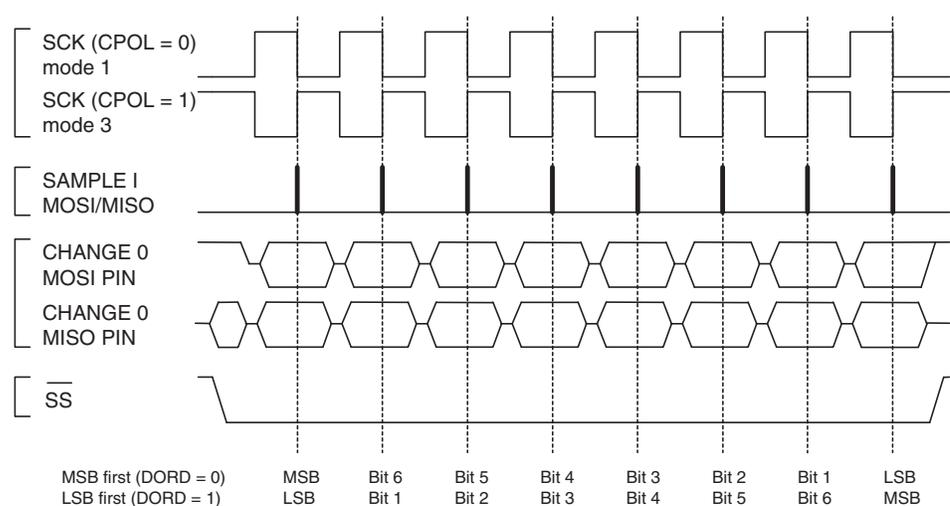 SCK (CPOL = 0)
mode 1
SCK (CPOL = 1)
mode 3
SAMPLE I
MOSI/MISO
CHANGE 0
MOSI PIN
CHANGE 0
MISO PIN
SS
MSB first (DORD = 0) MSB Bit 6 Bit 5 Bit 4 Bit 3 Bit 2 Bit 1 LSB
LSB first (DORD = 1) LSB Bit 1 Bit 2 Bit 3 Bit 4 Bit 5 Bit 6 MSB